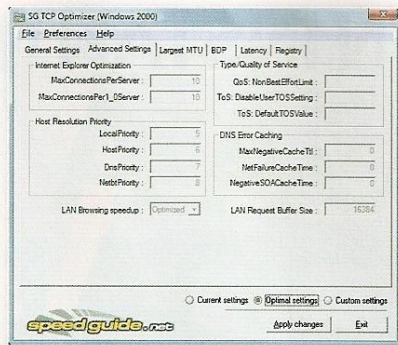 SG TCP Optimizer (Windows 2000)
File Preferences Help
General Settings Advanced Settings Largest MTU BDP Latency Registry
Internet Explorer Optimization
MaxConnectionsPerServer : 10
MaxConnectionsPer1_0Server : 10
Host Resolution Priority
LocalPriority : 5
HostPriority : 6
DnsPriority : 7
NetbtPriority : 8
LAN Browsing speedup : Optimized
Type/Quality of Service
QoS: NonBestEffortLimit :
ToS: DisableUserTOSSetting :
ToS: DefaultTOSValue :
DNS Error Caching
MaxNegativeCacheTtl : 0
NetFailureCacheTime : 0
NegativeSOACacheTime : 0
LAN Request Buffer Size : 16384
Current settings Optimal settings Custom settings
speedguide.net
Apply changes Exit